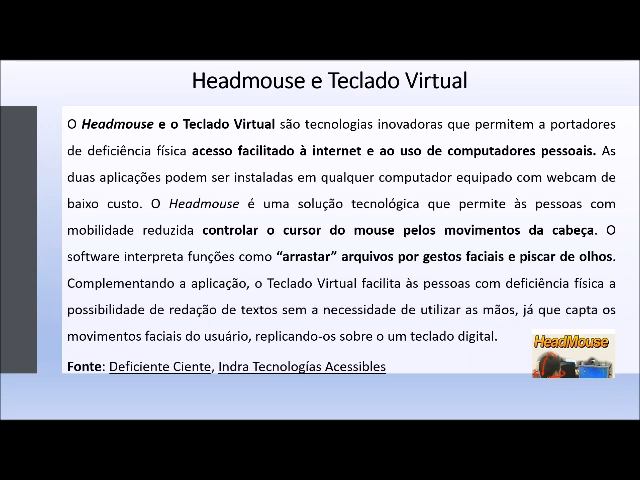 Headmouse e Teclado Virtual
O Headmouse e o Teclado Virtual são tecnologias inovadoras que permitem a portadores
de deficiência física acesso facilitado à internet e ao uso de computadores pessoais. As
duas aplicações podem ser instaladas em qualquer computador equipado com webcam de
baixo custo. O Headmouse é uma solução tecnológica que permite às pessoas com
mobilidade reduzida controlar o cursor do mouse pelos movimentos da cabeça. O
software interpreta funções como “arrastar” arquivos por gestos faciais e piscar de olhos.
Complementando a aplicação, o Teclado Virtual facilita às pessoas com deficiência física a
possibilidade de redação de textos sem a necessidade de utilizar as mãos, já que capta os
movimentos faciais do usuário, replicando-os sobre o um teclado digital.
HeadMouse
Fonte: Deficiente Ciente, Indra Tecnologías Acessibles